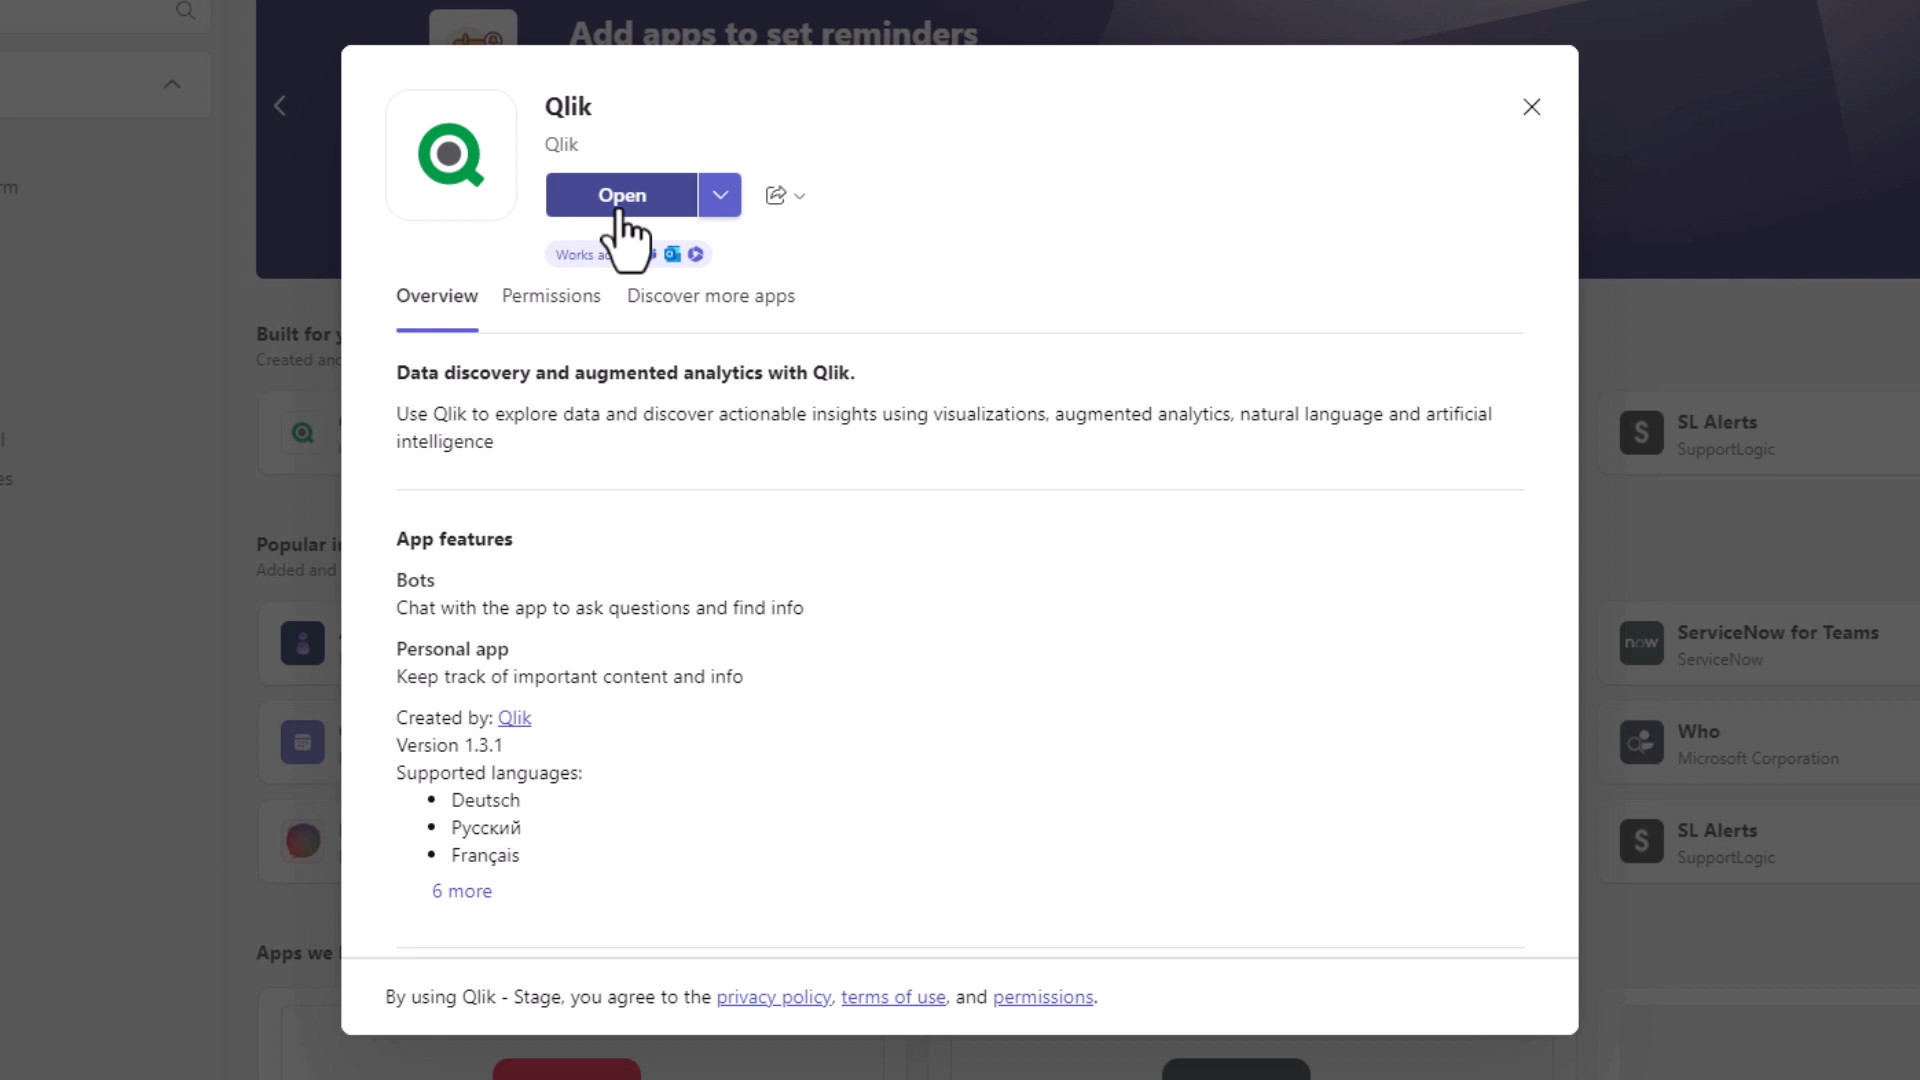 Add apps to set reminders
Qlik
Qlik
Open
Works
Overview Permissions Discover more apps
Data discovery and augmented analytics with Qlik.
Use Qlik to explore data and discover actionable insights using visualizations, augmented analytics, natural language and artificial
intelligence
App features
Bots
Chat with the app to ask questions and find info
Personal app
Keep track of important content and info
Created by: Qlik
Version 1.3.1
Supported languages:
• Deutsch
• Русский
• Français
6 more
By using Qlik - Stage, you agree to the privacy policy, terms of use, and permissions.
Built for
Created
Popular
Added and
Apps we
SL Alerts
SupportLogic
now
ServiceNow for Teams
ServiceNow
Who
Microsoft Corporation
S
SL Alerts
SupportLogic